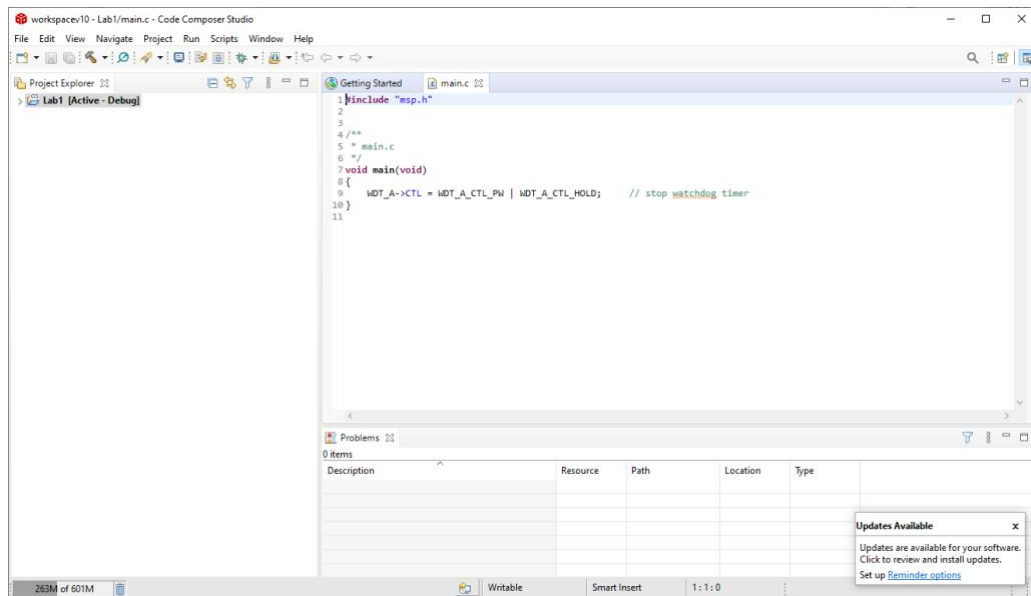 workspacev10 - Lab1/main.c - Code Composer Studio
File Edit View Navigate Project Run Scripts Window Help
Project Explorer
Lab1 [Active - Debug]
Getting Started main.c
1 #include "msp.h"
2
3
4 /**
5 * main.c
6 */
7 void main(void)
8 {
9 WDT_A->CTL = WDT_A_CTL_PW | WDT_A_CTL_HOLD; // stop watchdog timer
10 }
11
Problems
0 items
Description Resource Path Location Type
Updates Available x
Updates are available for your software.
Click to review and install updates.
Set up Reminder options
263M of 601M Writable Smart Insert 1:1:0